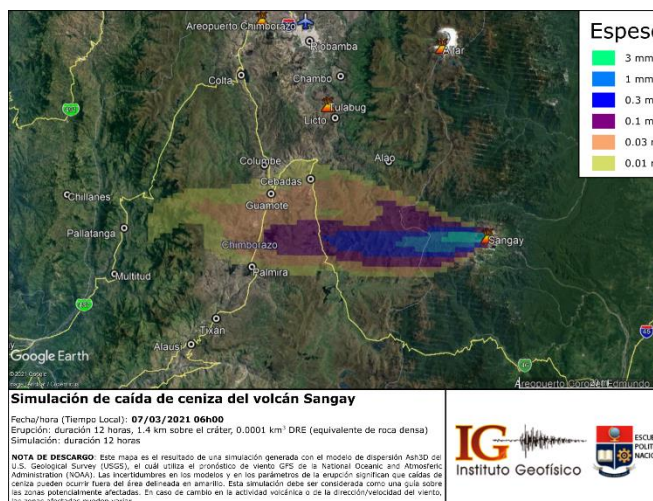 Areopuerto Chimborazo
Riobamba
Altar
Chambo
Colta
Tulabug
Licto
Columbe
Alao
Cebadas
Chillanes
Guamote
Pallatanga
Chimborazo
Sangay
Palmira
Multitud
Tixán
Alausí
Google Earth
3 mm
1 mm
0.3 m
0.1 m
0.03
0.01
Simulación de caída de ceniza del volcán Sangay
Fecha/hora (Tiempo Local): 07/03/2021 06h00
Erupción: duración 12 horas, 1.4 km sobre el cráter, 0.0001 km³ DRE (equivalente de roca densa)
Simulación: duración 12 horas
NOTA DE DESCARGO: Este mapa es el resultado de una simulación generada con el modelo de dispersión Ash3D del
U.S. Geological Survey (USGS), el cuál utiliza el pronóstico de viento GFS de la National Oceanic and Atmosferic
Administration (NOAA). Las incertidumbres en los modelos y en los parámetros de la erupción significan que caídas de
ceniza pueden ocurrir fuera del área delineada en amarillo. Esta simulación debe ser considerada como una guía sobre
las zonas potencialmente afectadas. En caso de cambio en la actividad volcánica o de la dirección/velocidad del viento,
las zonas afectadas pueden variar.
IG
Instituto Geofísico